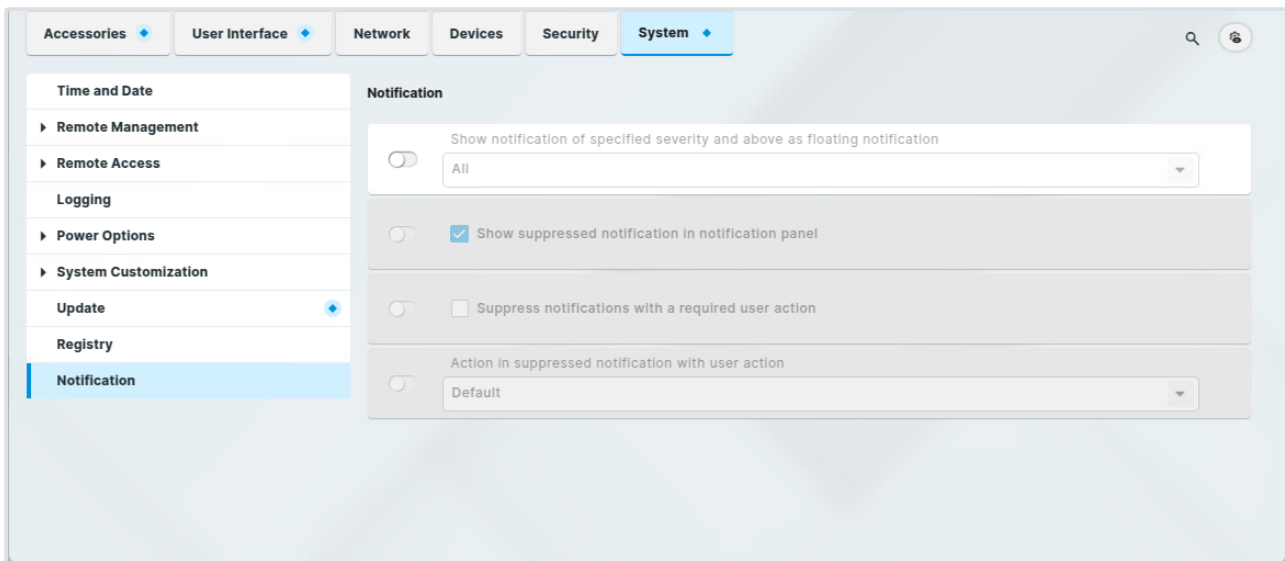 Accessories
User Interface
Network
Devices
Security
System
Time and Date
Remote Management
Remote Access
Logging
Power Options
System Customization
Update
Registry
Notification
Notification
Show notification of specified severity and above as floating notification
All
Show suppressed notification in notification panel
Suppress notifications with a required user action
Action in suppressed notification with user action
Default